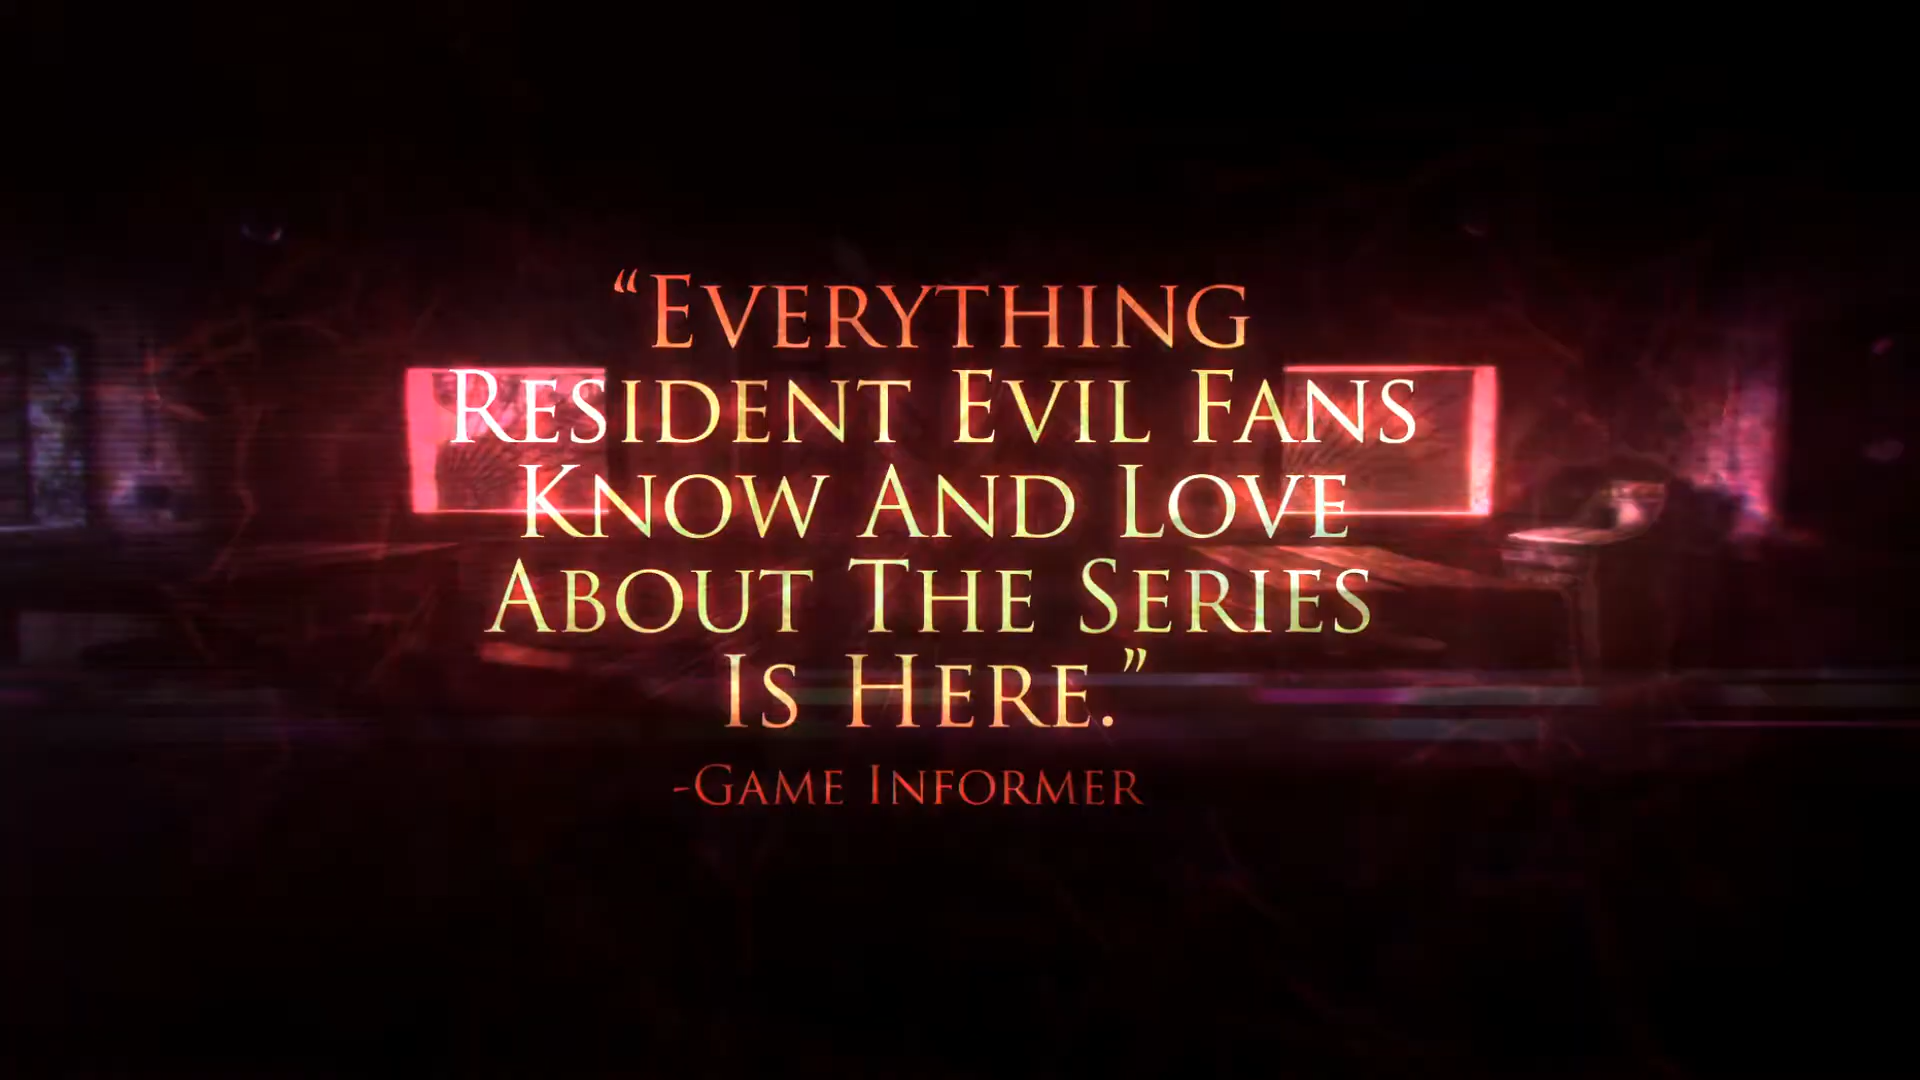 “Everything
Resident Evil Fans
Know And Love
About The Series
Is Here.”
-Game Informer